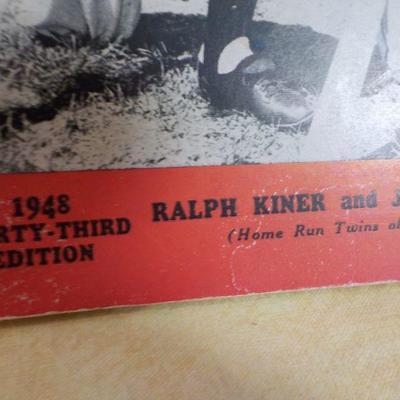 1948
RTY-THIRD
EDITION
RALPH KINER and J
(Home Run Twins of